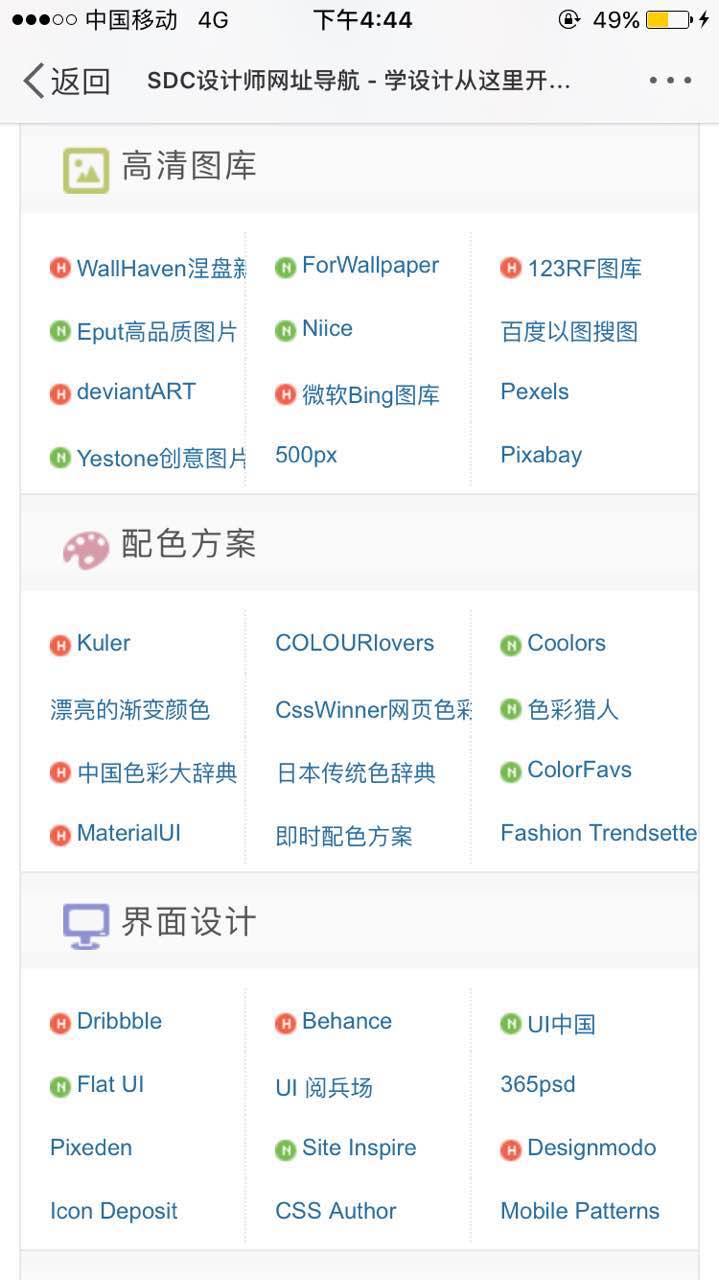 中国移动 4G 下午4:44 49%
返回 SDC设计师网址导航 - 学设计从这里开...
高清图库
H WallHaven涅盘新 N ForWallpaper H 123RF图库
N Eput高品质图片 N Niice 百度以图搜图
H deviantART H 微软Bing图库 Pexels
N Yestone创意图片 500px Pixabay
配色方案
H Kuler COLOURlovers N Coolors
漂亮的渐变颜色 CssWinner网页色彩 N 色彩猎人
H 中国色彩大辞典 日本传统色辞典 N ColorFavs
H MaterialUI 即时配色方案 Fashion Trendsette
界面设计
H Dribbble H Behance N UI中国
N Flat UI UI 阅兵场 365psd
Pixeden N Site Inspire H Designmodo
Icon Deposit CSS Author Mobile Patterns